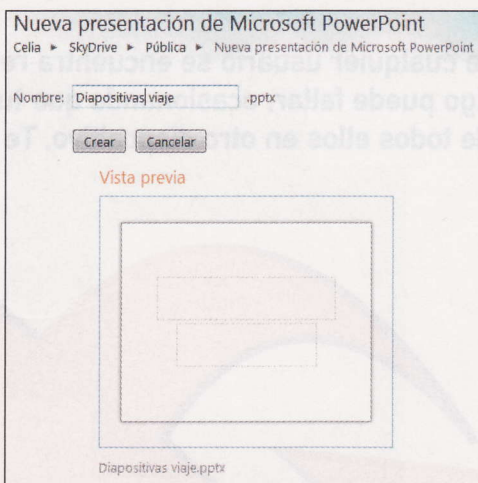 Nueva presentación de Microsoft PowerPoint
Celia ► SkyDrive ► Pública ► Nueva presentación de Microsoft PowerPoint
Nombre: Diapositivas viaje .pptx
Crear Cancelar
Vista previa
Diapositivas viaje.pptx